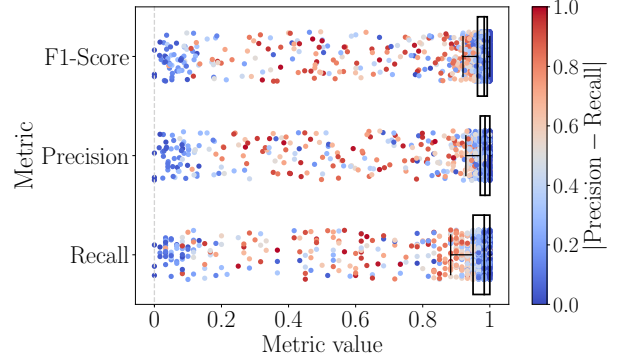 Metric
F1-Score
Precision
Recall
0
0.2
0.4
0.6
0.8
1
Metric value
1.0
0.8
0.6
0.4
0.2
0.0
|Precision − Recall|